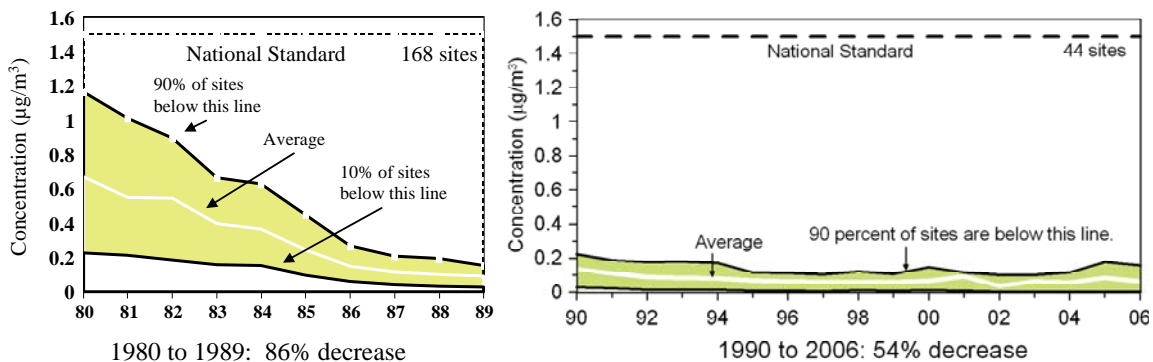 1.6
1.4
1.2
1
0.8
0.6
0.4
0.2
0
Concentration (µg/m³)
National Standard
168 sites
90% of sites
below this line
Average
10% of sites
below this line
80 81 82 83 84 85 86 87 88 89
1980 to 1989: 86% decrease
1.6
1.4
1.2
1
0.8
0.6
0.4
0.2
0
Concentration (µg/m³)
National Standard
44 sites
Average
90 percent of sites are below this line.
90 92 94 96 98 00 02 04 06
1990 to 2006: 54% decrease